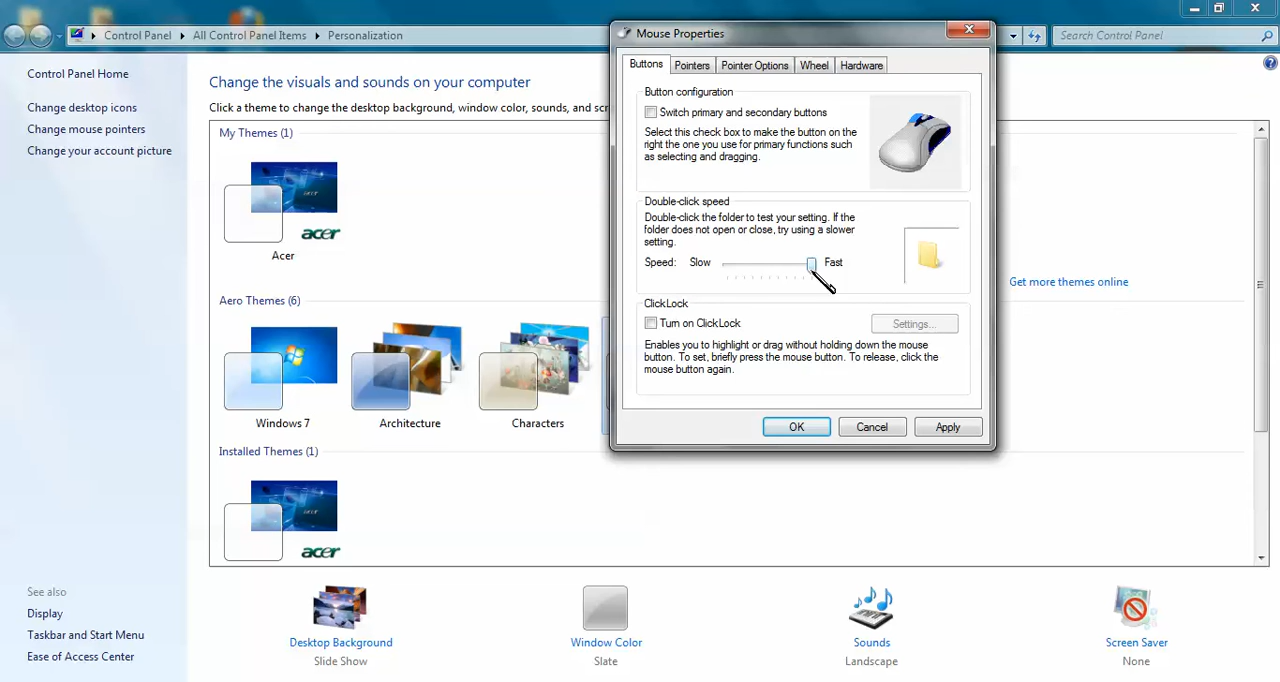 Control Panel
All Control Panel Items
Personalization
Search Control Panel
Control Panel Home
Change desktop icons
Change mouse pointers
Change your account picture
See also
Display
Taskbar and Start Menu
Ease of Access Center
Change the visuals and sounds on your computer
Click a theme to change the desktop background, window color, sounds, and
My Themes (1)
acer
Acer
Aero Themes (6)
Windows 7
Architecture
Characters
Get more themes online
Installed Themes (1)
acer
Desktop Background
Slide Show
Window Color
Slate
Sounds
Landscape
Screen Saver
None
Mouse Properties
Buttons
Pointers
Pointer Options
Wheel
Hardware
Button configuration
Switch primary and secondary buttons
Select this check box to make the button on the
right the one you use for primary functions such
as selecting and dragging.
Double-click speed
Double-click the folder to test your setting. If the
folder does not open or close, try using a slower
setting.
Speed: Slow Fast
ClickLock
Turn on ClickLock
Settings...
Enables you to highlight or drag without holding down the mouse
button. To set, briefly press the mouse button. To release, click the
mouse button again.
OK
Cancel
Apply